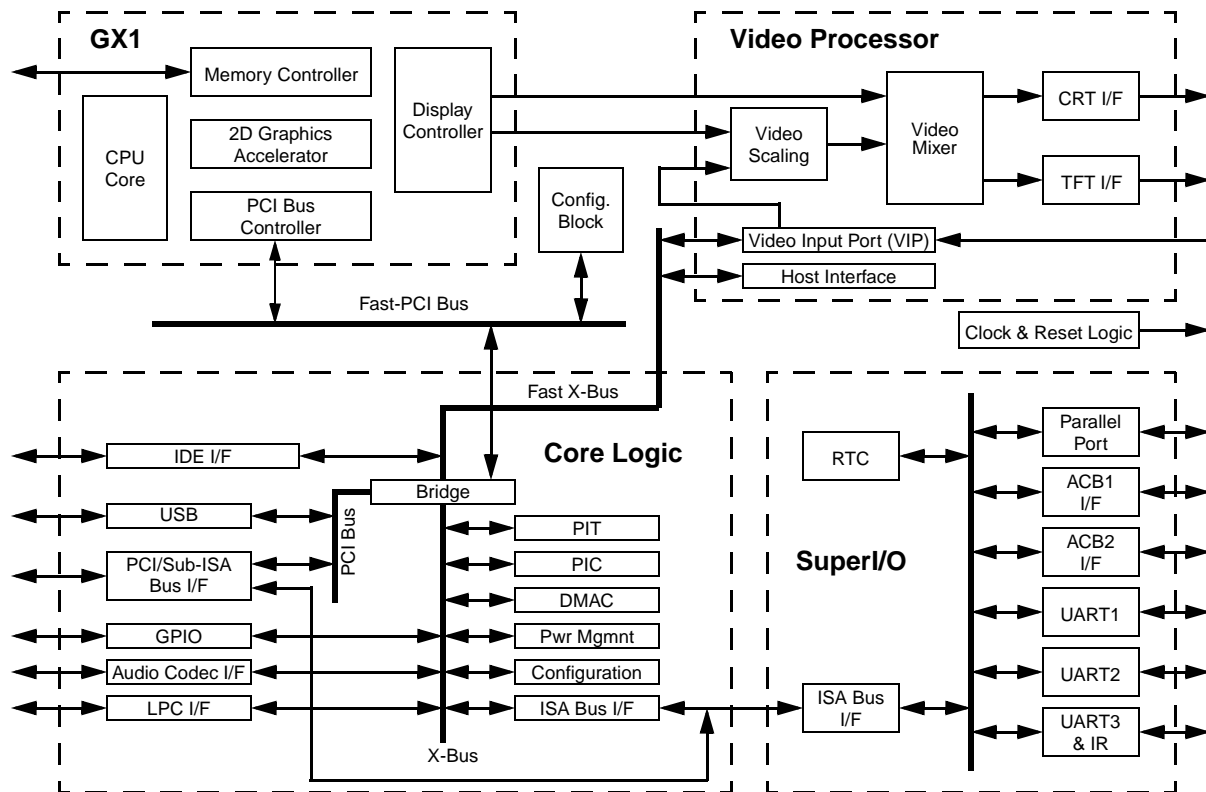 GX1
Memory Controller
CPU
Core
2D Graphics
Accelerator
PCI Bus
Controller
Display
Controller
Config.
Block
Fast-PCI Bus
Video Processor
Video
Scaling
Video
Mixer
CRT I/F
TFT I/F
Video Input Port (VIP)
Host Interface
Clock & Reset Logic
Fast X-Bus
Core Logic
IDE I/F
Bridge
USB
PCI Bus
PCI/Sub-ISA
Bus I/F
GPIO
Audio Codec I/F
LPC I/F
PIT
PIC
DMAC
Pwr Mgmnt
Configuration
ISA Bus I/F
X-Bus
SuperI/O
RTC
ISA Bus
I/F
Parallel
Port
ACB1
I/F
ACB2
I/F
UART1
UART2
UART3
& IR